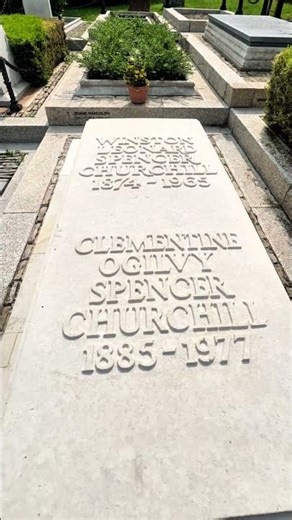 WINSTON
LEONARD
SPENCER
CHURCHILL
1874-1965
CLEMENTINE
OGILVY
SPENCER
CHURCHILL
1885-1977